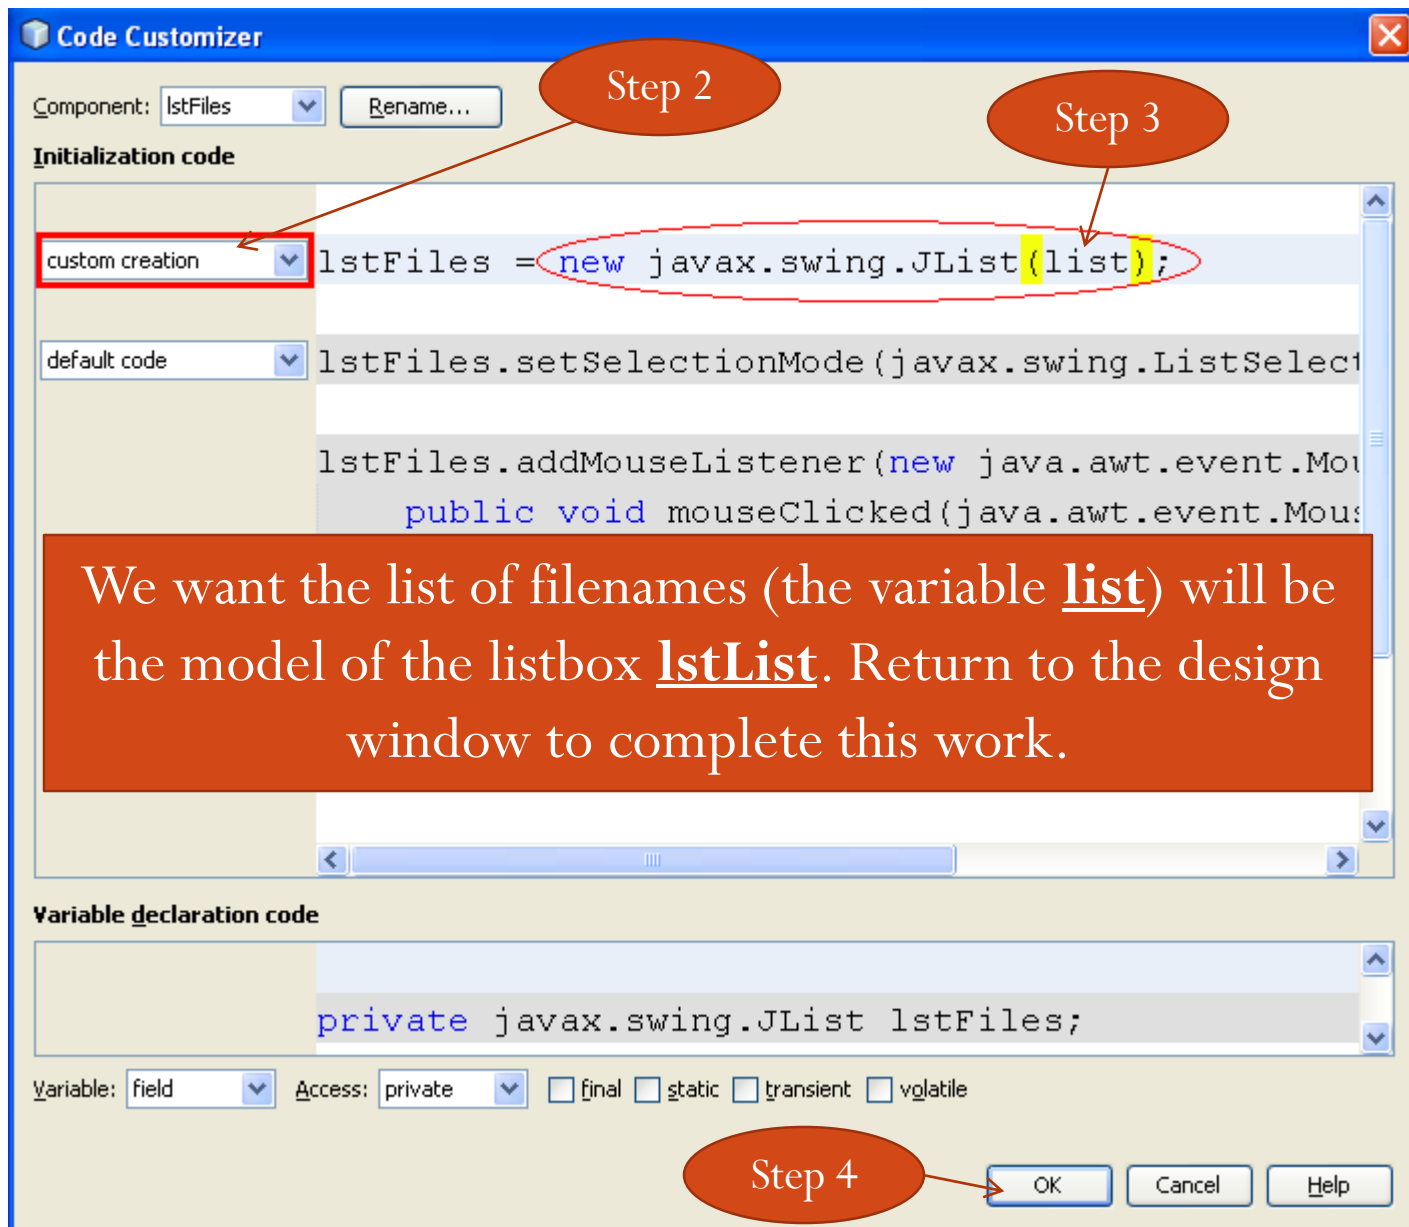 Code Customizer
Step 2
Component: lstFiles Rename...
Step 3
Initialization code
custom creation lstFiles = new javax.swing.JList(list);
default code lstFiles.setSelectionMode(javax.swing.ListSelect
lstFiles.addMouseListener(new java.awt.event.Mou
public void mouseClicked(java.awt.event.Mous
We want the list of filenames (the variable list) will be
the model of the listbox lstList. Return to the design
window to complete this work.
Variable declaration code
private javax.swing.JList lstFiles;
Variable: field Access: private final static transient volatile
Step 4
OK Cancel Help